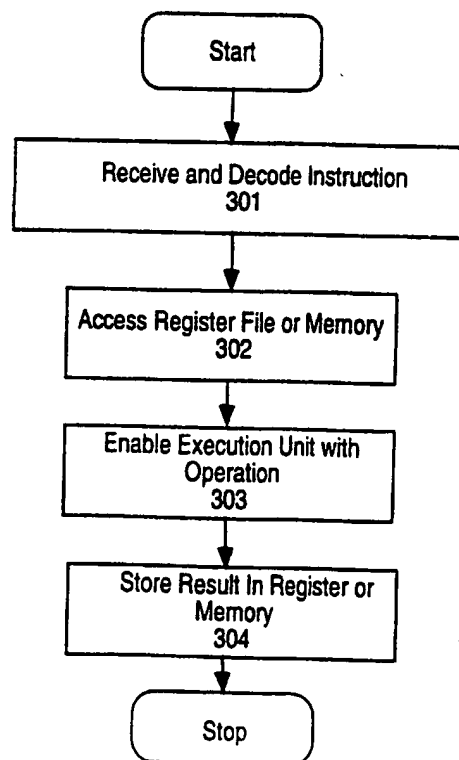 Start
Receive and Decode Instruction
301
Access Register File or Memory
302
Enable Execution Unit with
Operation
303
Store Result In Register or
Memory
304
Stop